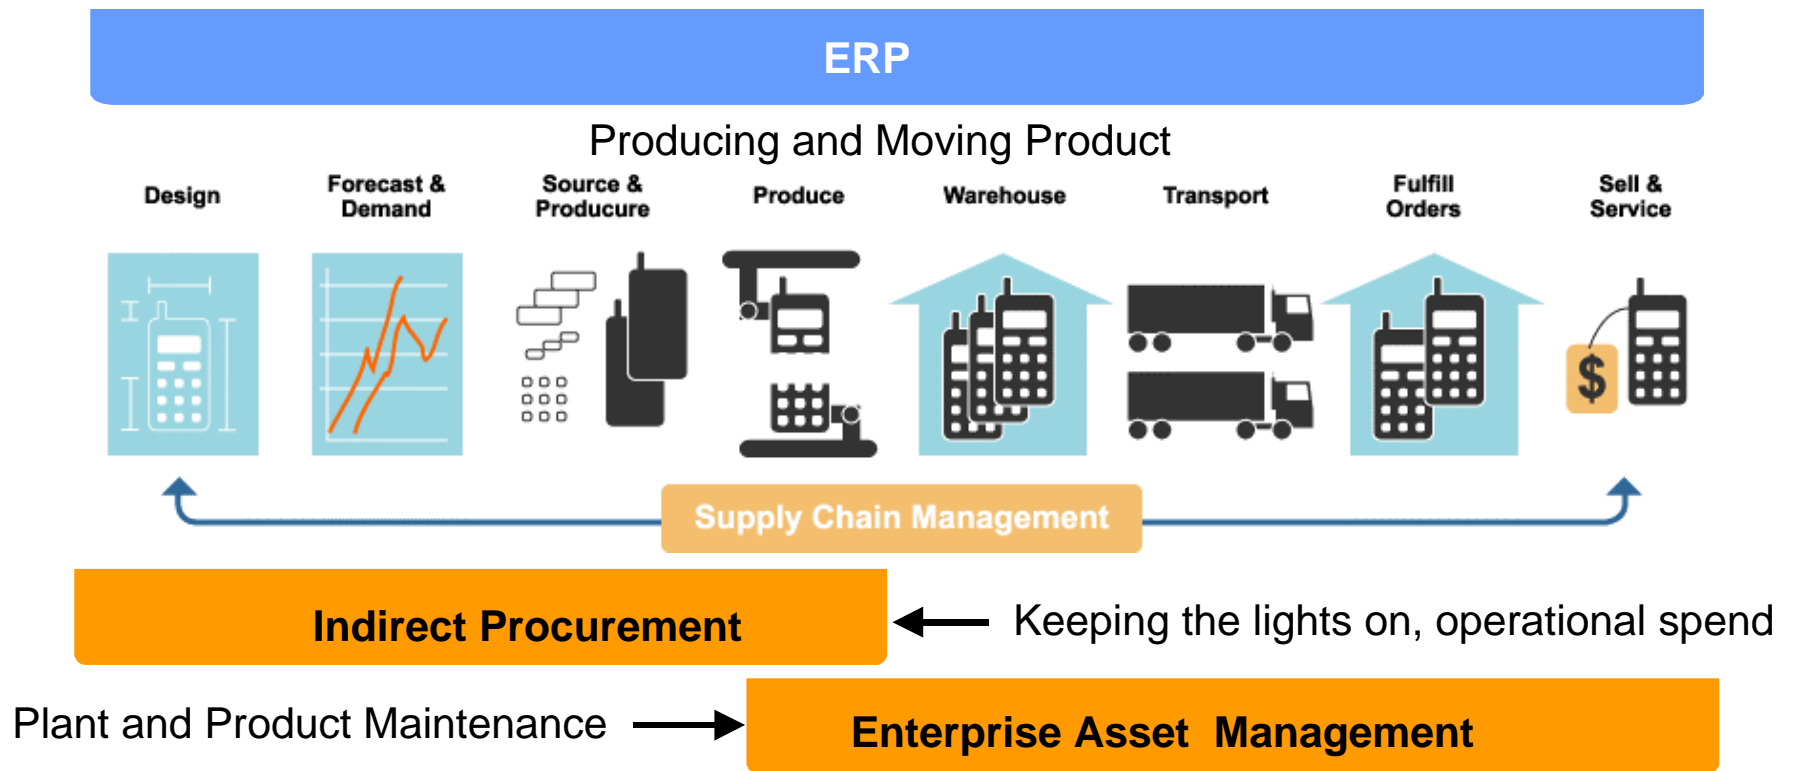 ERP
Producing and Moving Product
Design
Forecast &
Demand
Source &
Producure
Produce
Warehouse
Transport
Fulfill
Orders
Sell &
Service
$
Supply Chain Management
Indirect Procurement
Keeping the lights on, operational spend
Plant and Product Maintenance
Enterprise Asset  Management